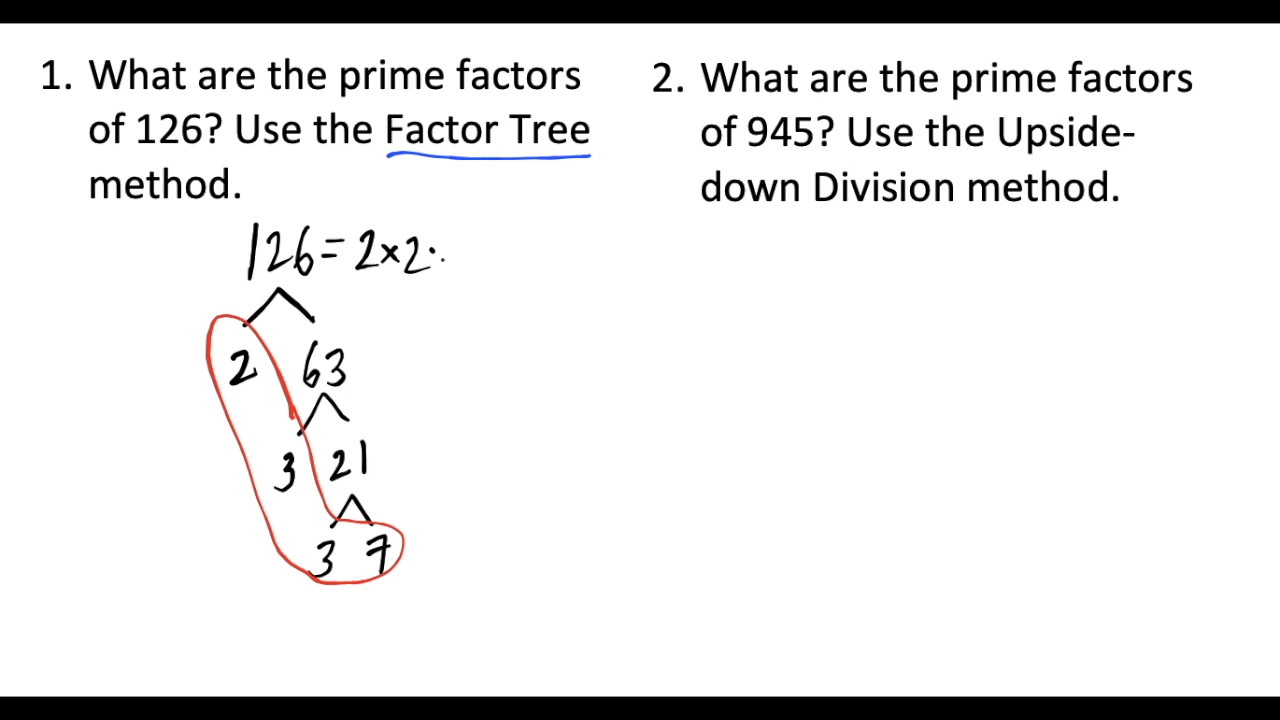 1. What are the prime factors
of 126? Use the Factor Tree
method.
126=2×2·
2 63
3 21
3 7
2. What are the prime factors
of 945? Use the Upside-
down Division method.